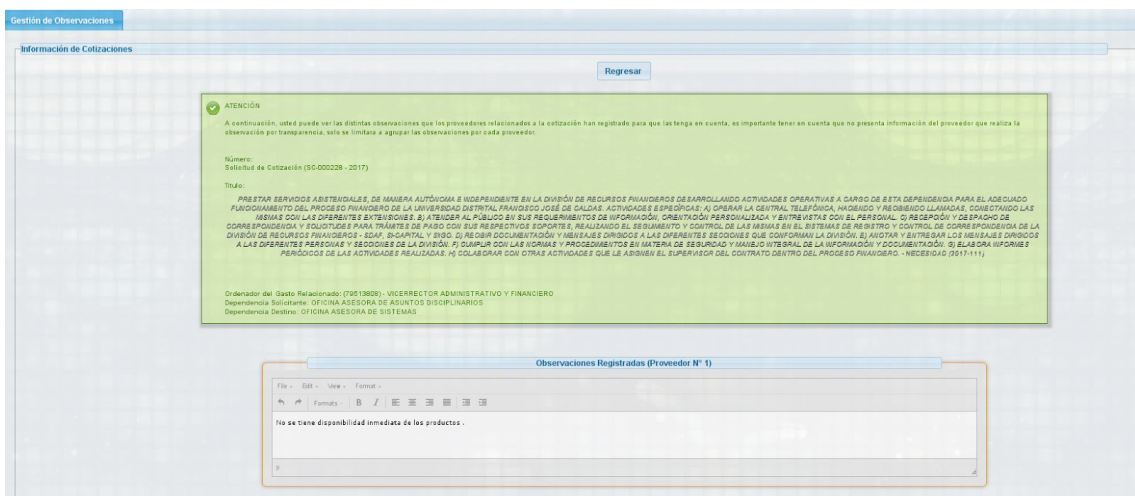 Gestión de Observaciones
Información de Cotizaciones
Regresar
ATENCIÓN
A continuación, usted puede ver las distintas observaciones que los proveedores relacionados a la cotización han registrado para que las tenga en cuenta, es importante tener en cuenta que no presenta información del proveedor que realiza la
observación por transparencia, solo se limitara a agrupar las observaciones por cada proveedor.
Número:
Solicitud de Cotización (SC-000228 - 2017)
Título:
PRESTAR SERVICIOS ASISTENCIALES, DE MANERA AUTÓNOMA E INDEPENDIENTE EN LA DIVISIÓN DE RECURSOS FINANCIEROS DESARROLLANDO ACTIVIDADES OPERATIVAS A CARGO DE ESTA DEPENDENCIA PARA EL ADECUADO
FUNCIONAMIENTO DEL PROCESO FINANCIERO DE LA UNIVERSIDAD DISTRITAL FRANCISCO JOSÉ DE CALDAS. ACTIVIDADES ESPECÍFICAS: A) OPERAR LA CENTRAL TELEFÓNICA, HACIENDO Y RECIBIENDO LLAMADAS, CONECTANDO LAS
MISMAS CON LAS DIFERENTES EXTENSIONES. B) ATENDER AL PÚBLICO EN SUS REQUERIMIENTOS DE INFORMACIÓN, ORIENTACIÓN PERSONALIZADA Y ENTREVISTAS CON EL PERSONAL. C) RECEPCIÓN Y DESPACHO DE
CORRESPONDENCIA Y SOLICITUDES PARA TRÁMITES DE PAGO CON SUS RESPECTIVOS SOPORTES, REALIZANDO EL SEGUIMIENTO Y CONTROL DE LAS MISMAS EN EL SISTEMAS DE REGISTRO Y CONTROL DE CORRESPONDENCIA DE LA
DIVISIÓN DE RECURSOS FINANCIEROS - SDAF, SI-CAPITAL Y SIGO. D) RECIBIR DOCUMENTACIÓN Y MENSAJES DIRIGIDOS A LAS DIFERENTES SECCIONES QUE CONFORMAN LA DIVISIÓN. E) ANOTAR Y ENTREGAR LOS MENSAJES DIRIGIDOS
A LAS DIFERENTES PERSONAS Y SECCIONES DE LA DIVISIÓN. F) CUMPLIR CON LAS NORMAS Y PROCEDIMIENTOS EN MATERIA DE SEGURIDAD Y MANEJO INTEGRAL DE LA INFORMACIÓN Y DOCUMENTACIÓN. G) ELABORA INFORMES
PERIÓDICOS DE LAS ACTIVIDADES REALIZADAS. H) COLABORAR CON OTRAS ACTIVIDADES QUE LE ASIGNEN EL SUPERVISOR DEL CONTRATO DENTRO DEL PROCESO FINANCIERO. - NECESIDAD (2017-111)
Ordenador del Gasto Relacionado: (79513808) - VICERRECTOR ADMINISTRATIVO Y FINANCIERO
Dependencia Solicitante: OFICINA ASESORA DE ASUNTOS DISCIPLINARIOS
Dependencia Destino: OFICINA ASESORA DE SISTEMAS
Observaciones Registradas (Proveedor N° 1)
File Edit View Format
Formats B I
No se tiene disponibilidad inmediata de los productos .
p